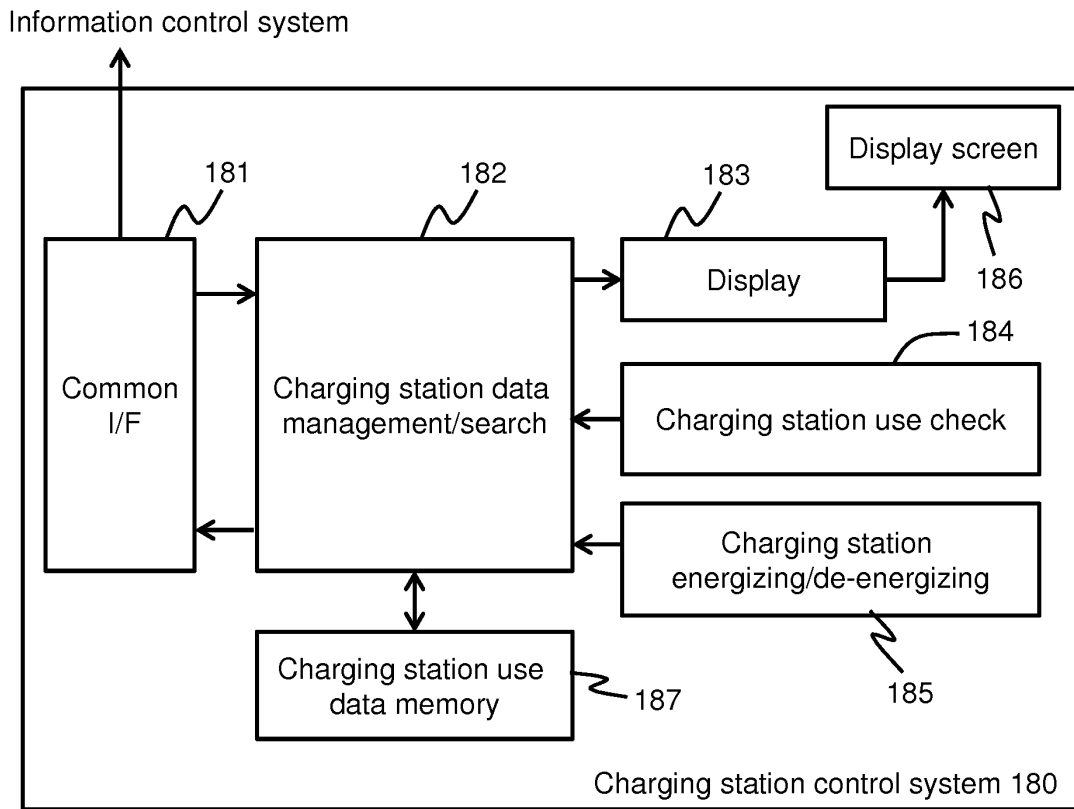 Information control system
181
182
183
Display screen
186
Common
I/F
Charging station data
management/search
Display
184
Charging station use check
Charging station
energizing/de-energizing
185
Charging station use
data memory
187
Charging station control system 180